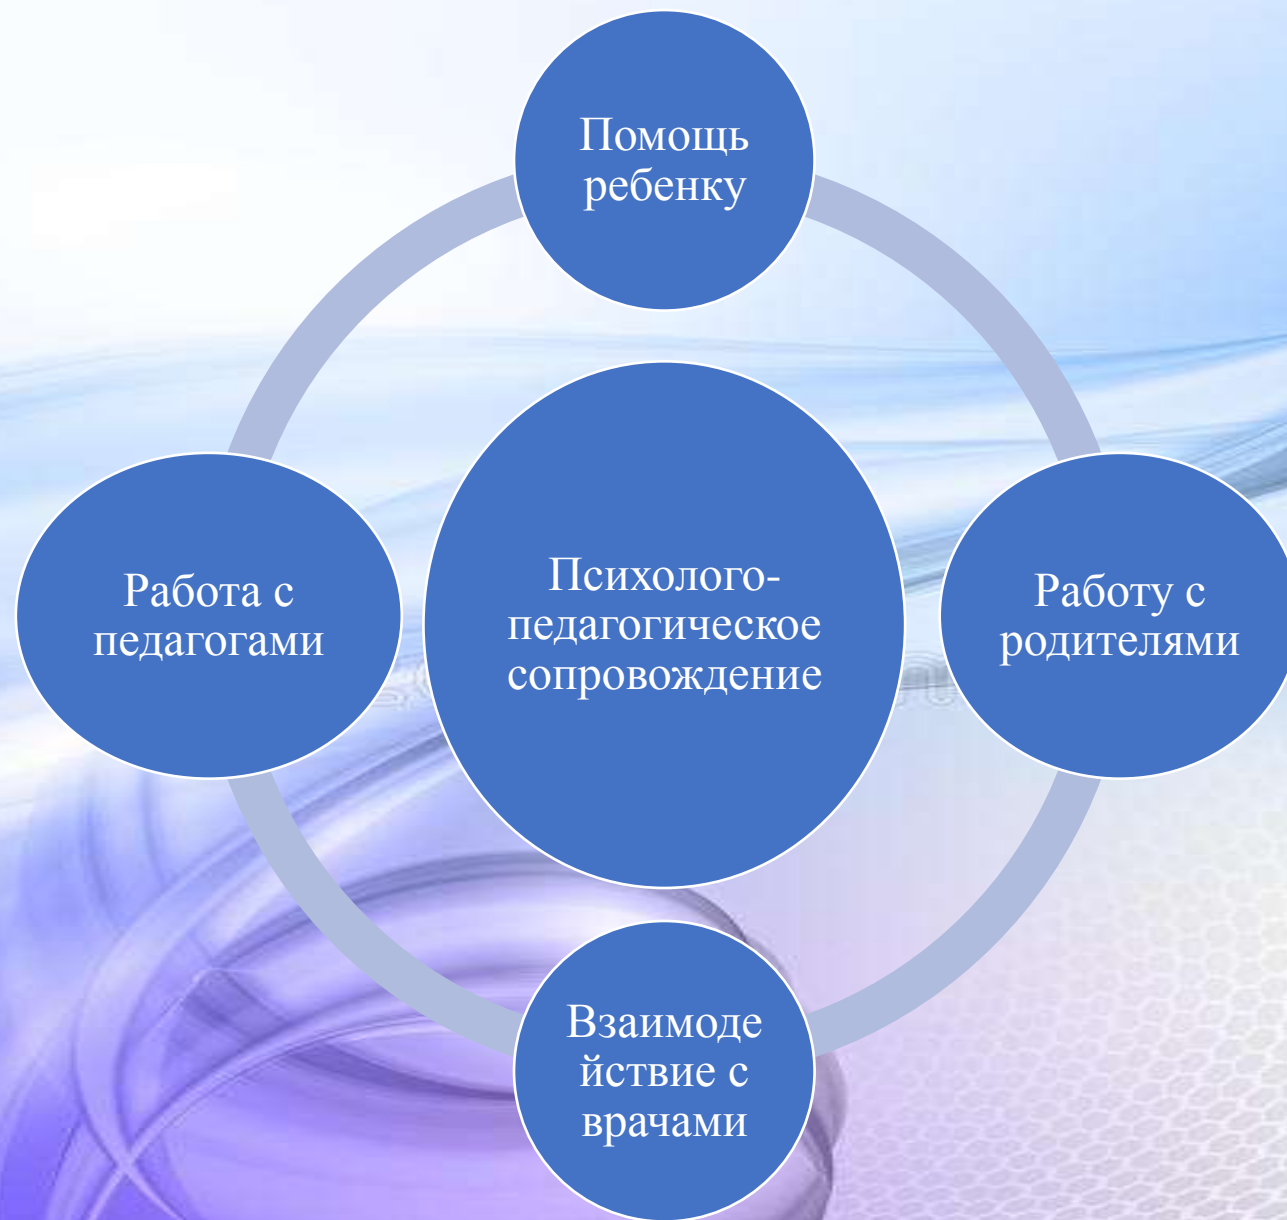 Помощь
ребенку
Работа с
педагогами
Психолого-
педагогическое
сопровождение
Работу с
родителями
Взаимоде
йствие с
врачами